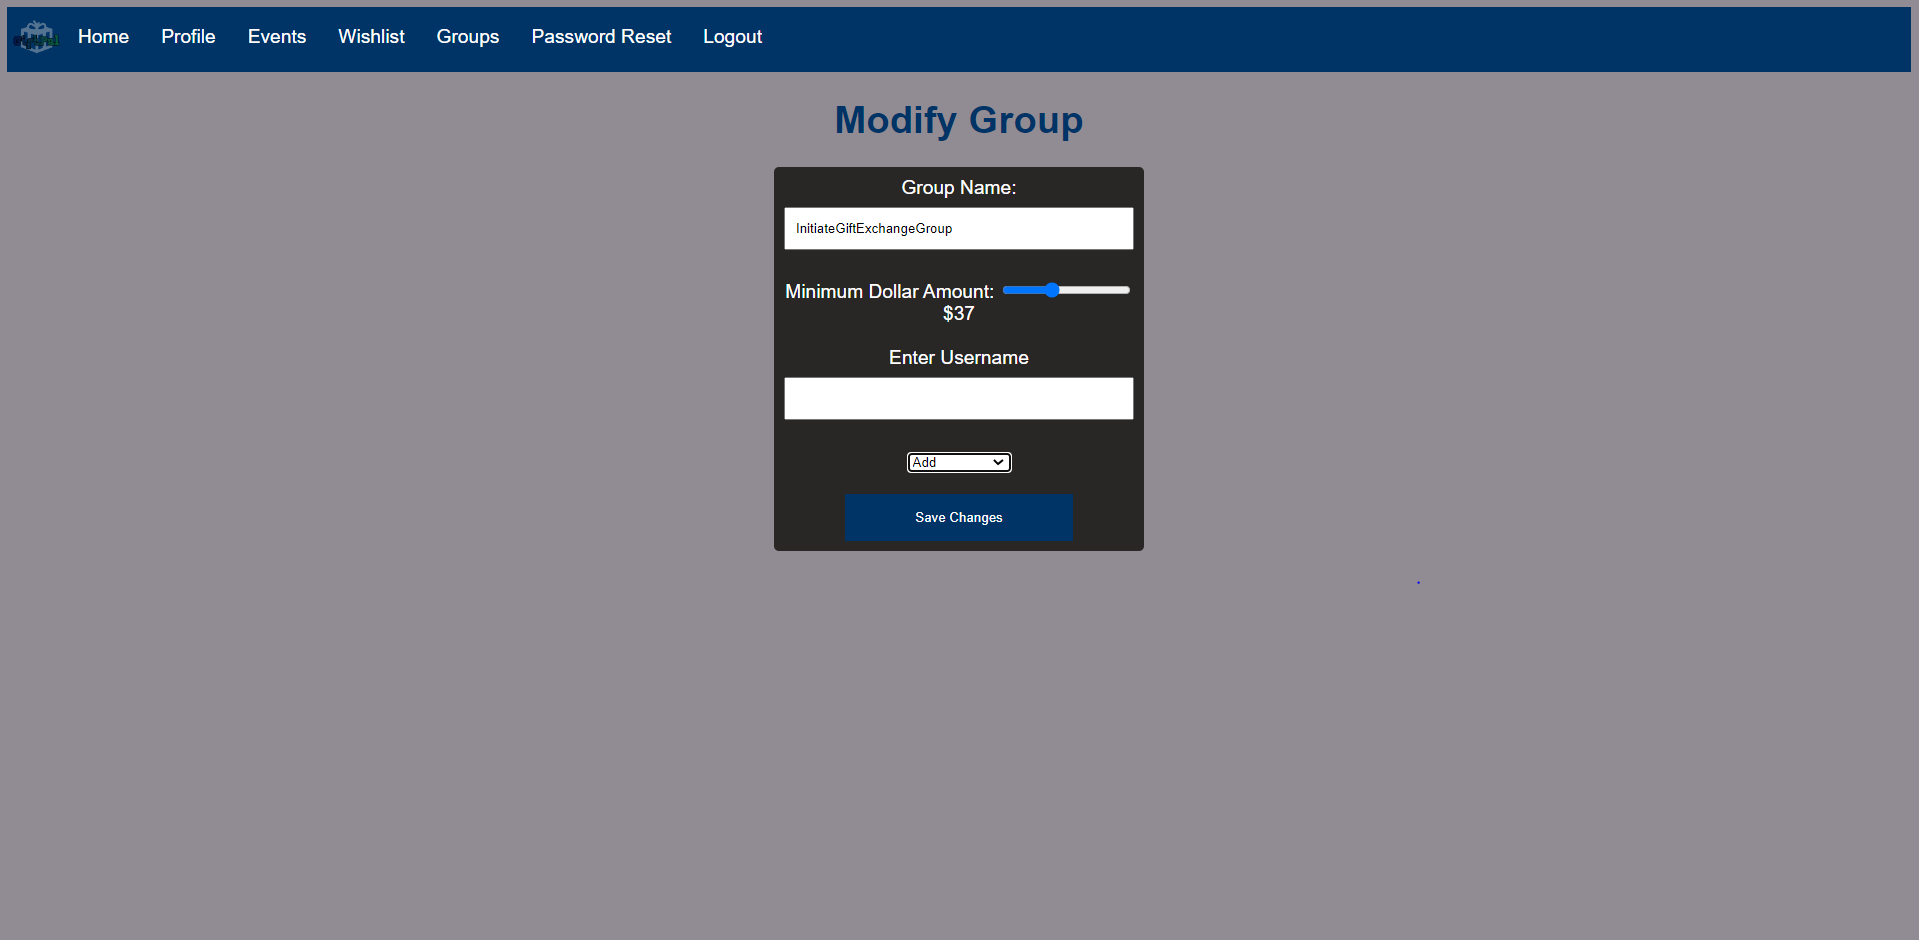 Home Profile Events Wishlist Groups Password Reset Logout
Modify Group
Group Name:
InitiateGiftExchangeGroup
Minimum Dollar Amount:
$37
Enter Username
Add
Save Changes